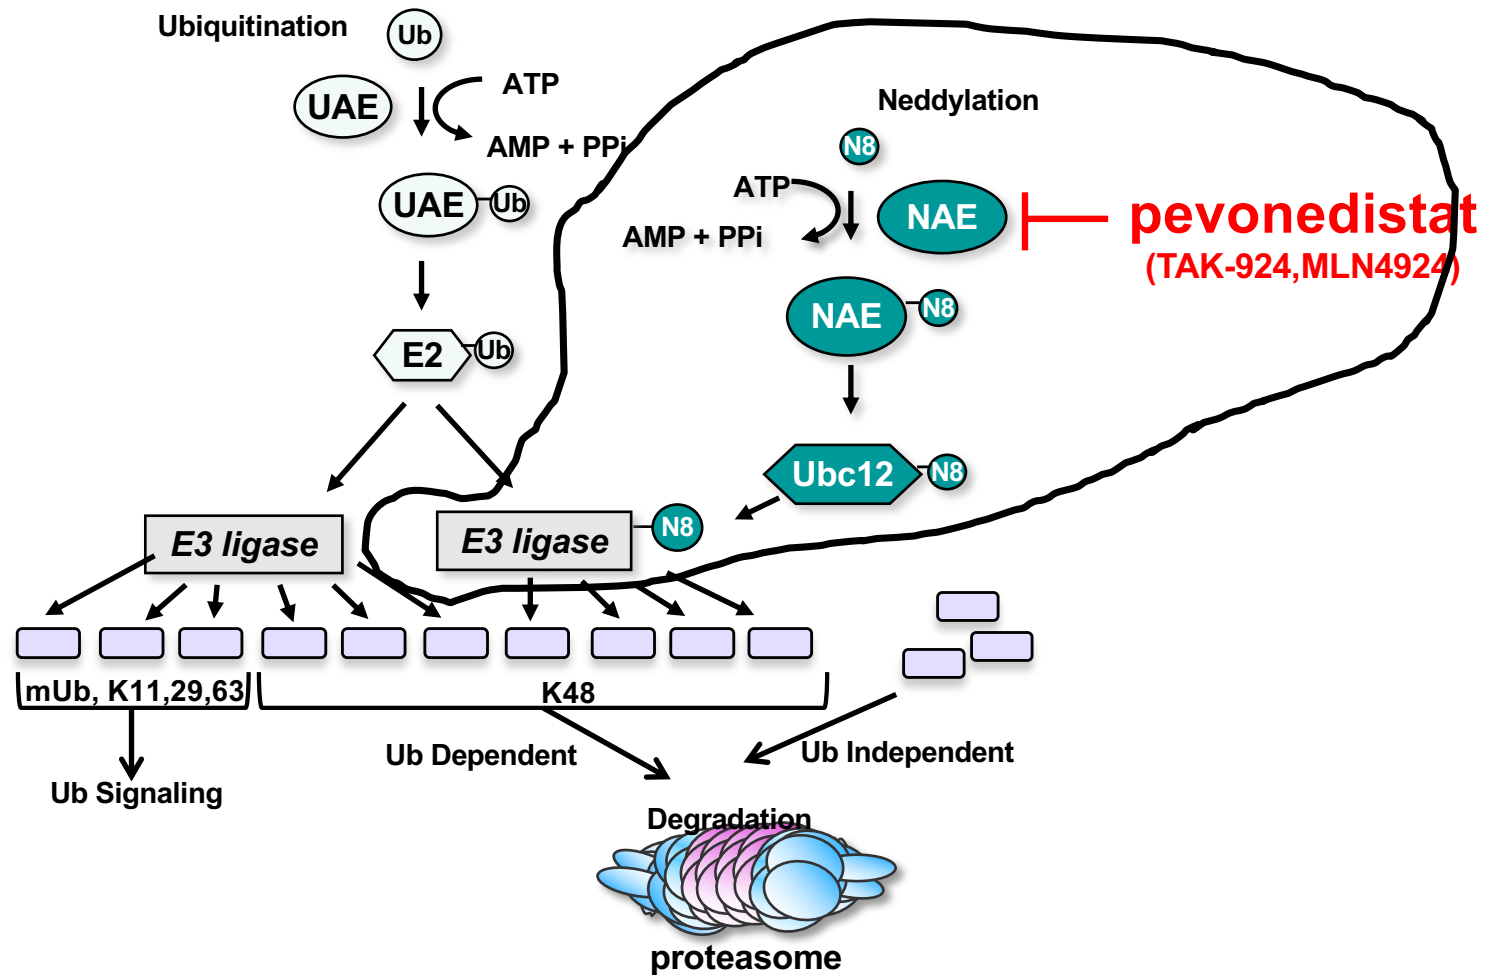 Ubiquitination
Ub
UAE
ATP
AMP + PPi
UAE
Ub
E2
Ub
Neddylation
N8
ATP
NAE
AMP + PPi
pevonedistat
(TAK-924,MLN4924)
NAE
N8
Ubc12
N8
E3 ligase
E3 ligase
N8
mUb, K11,29,63
K48
Ub Signaling
Ub Dependent
Ub Independent
Degradation
proteasome